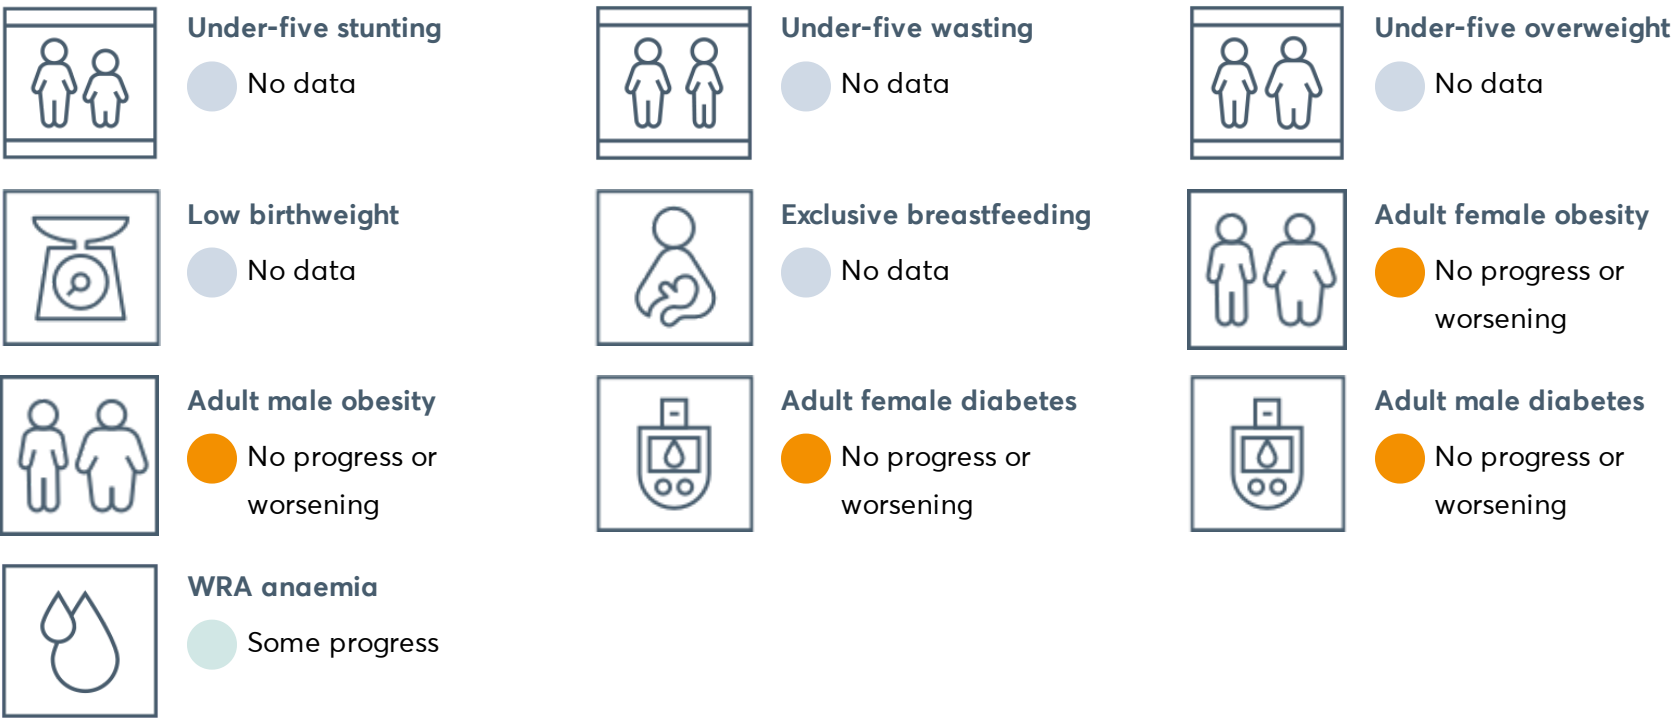 Under-five stunting
No data
Under-five wasting
No data
Under-five overweight
No data
Low birthweight
No data
Exclusive breastfeeding
No data
Adult female obesity
No progress or
worsening
Adult male obesity
No progress or
worsening
Adult female diabetes
No progress or
worsening
Adult male diabetes
No progress or
worsening
WRA anaemia
Some progress